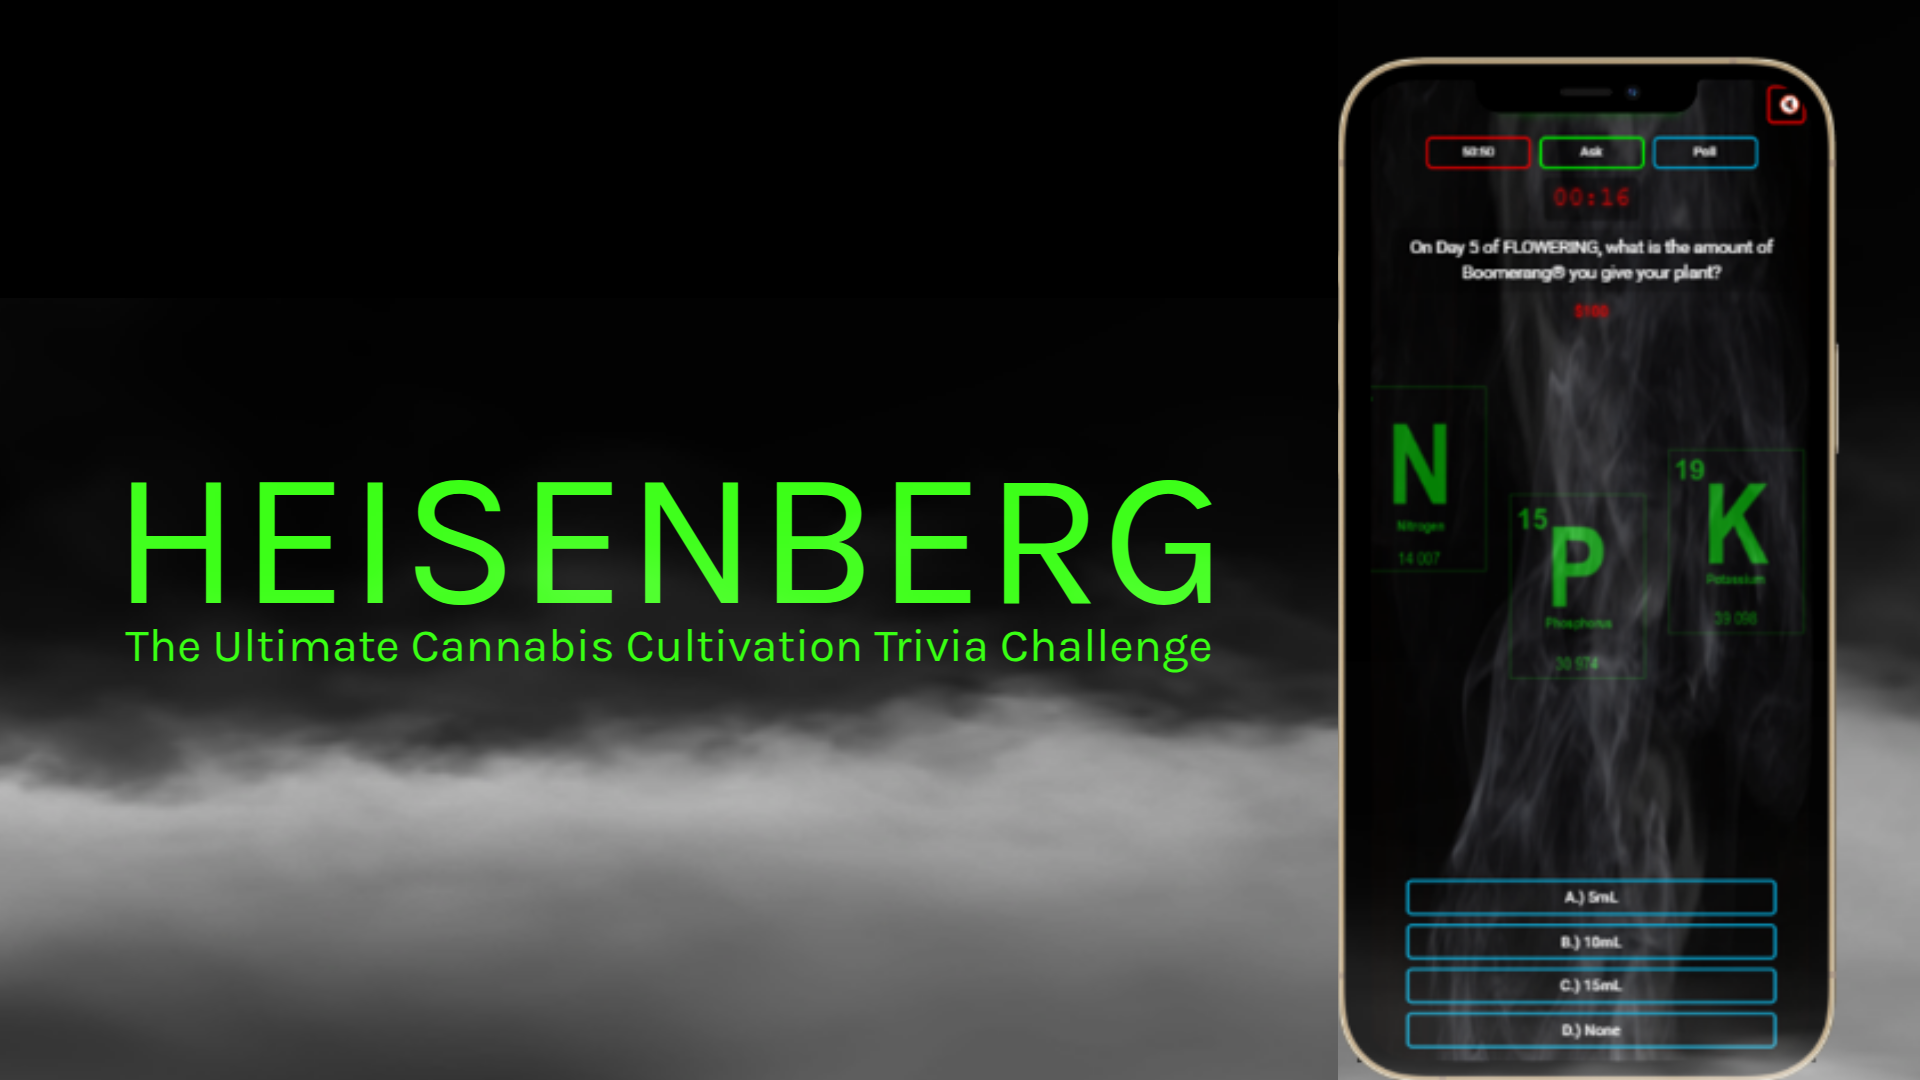 HEISENBERG
The Ultimate Cannabis Cultivation Trivia Challenge
50:50
Ask
Poll
00:16
On Day 5 of FLOWERING, what is the amount of
Boomerang® you give your plant?
$100
N
Nitrogen
14 007
15
P
Phosphorus
30 974
19
K
Potassium
39 098
A.) 5mL
B.) 10mL
C.) 15mL
D.) None